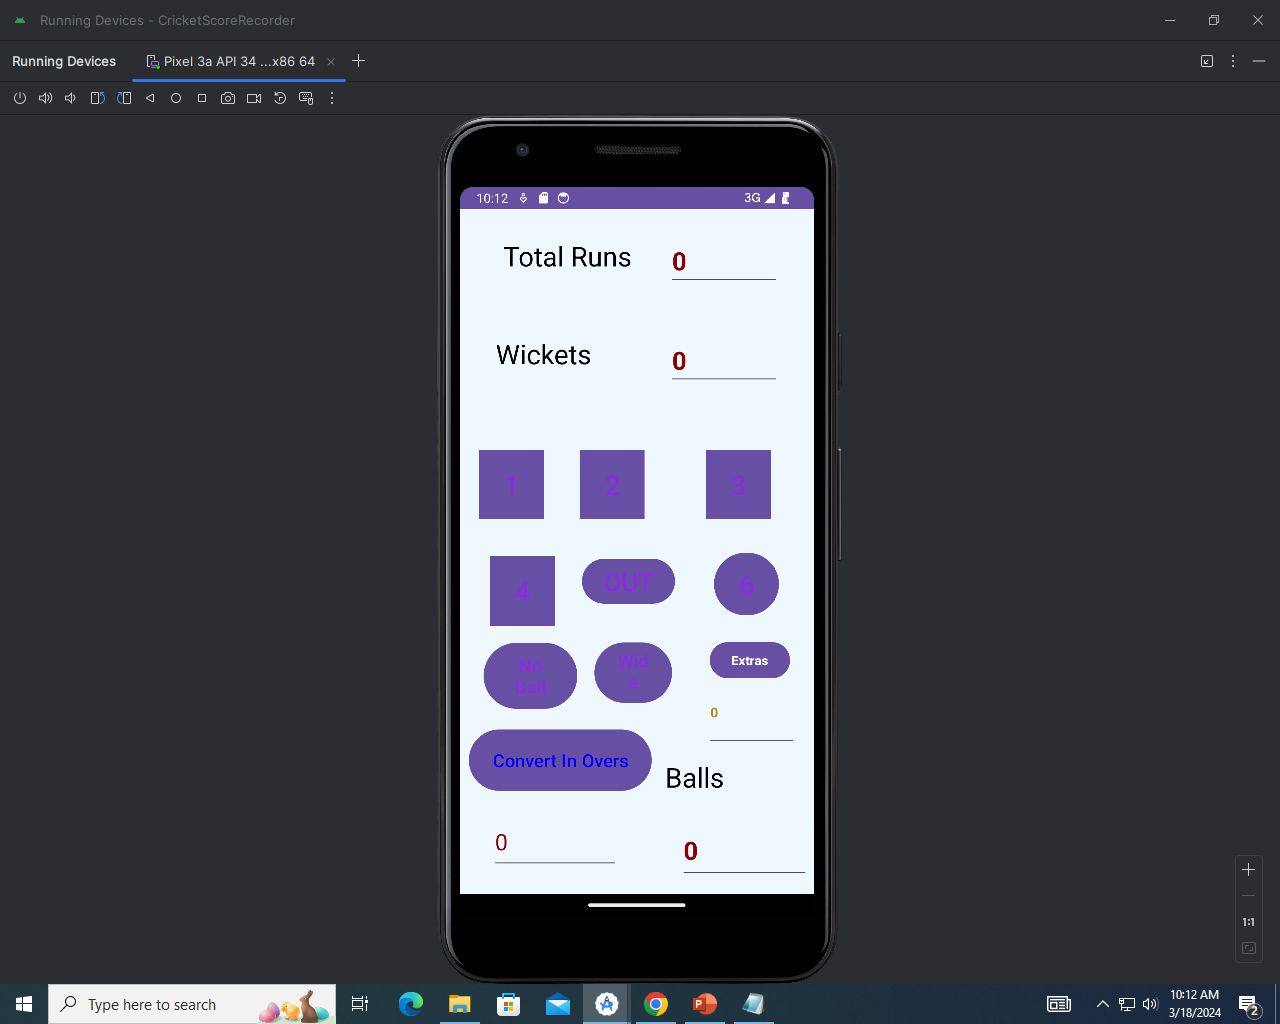 Running Devices - CricketScoreRecorder
Running Devices
Pixel 3a API 34 ...x86 64
10:12
3G
Total Runs
0
Wickets
0
1
2
3
4
OUT
6
No
Ball
Wid
Extras
0
Convert In Overs
Balls
0
0
1:1
Type here to search
10:12 AM
3/18/2024
2